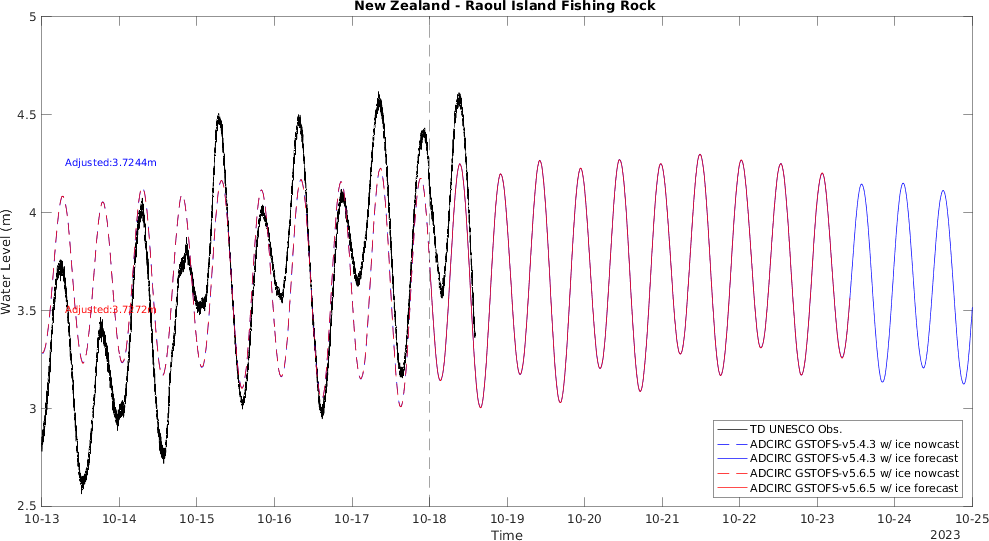 New Zealand - Raoul Island Fishing Rock
5
4.5
4
3.5
3
2.5
Water Level (m)
Adjusted:3.7244m
Adjusted:3.7272m
TD UNESCO Obs.
ADCIRC GSTOFS-v5.4.3 w/ ice nowcast
ADCIRC GSTOFS-v5.4.3 w/ ice forecast
ADCIRC GSTOFS-v5.6.5 w/ ice nowcast
ADCIRC GSTOFS-v5.6.5 w/ ice forecast
10-13 10-14 10-15 10-16 10-17 10-18 10-19 10-20 10-21 10-22 10-23 10-24 10-25
Time
2023